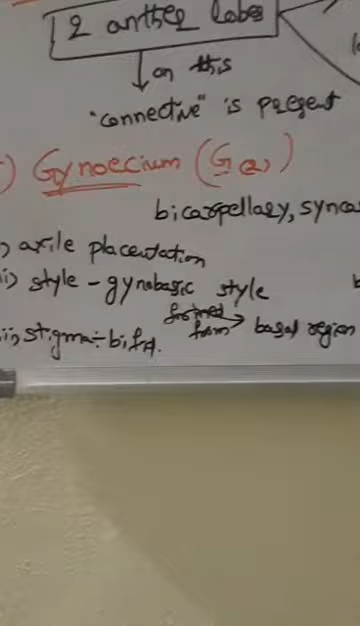 2 anther lobes
on this
"connective" is present
) Gynoecium (G (2))
bicarpellary, synca
) axile placentation
i) style - gynobasic style
formed from → basal region
ii) stigma ÷ bifid.